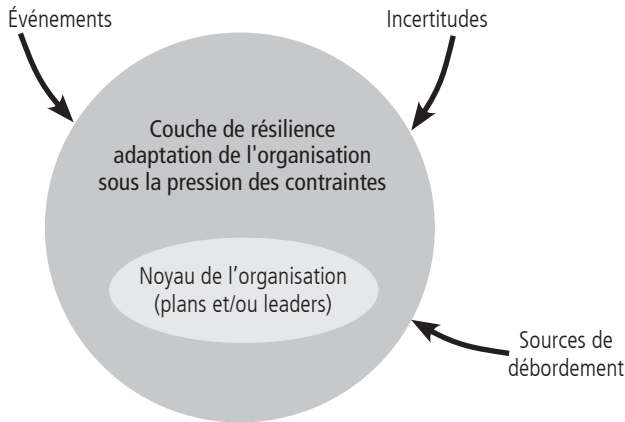 Événements
Incertitudes
Couche de résilience
adaptation de l'organisation
sous la pression des contraintes
Noyau de l’organisation
(plans et/ou leaders)
Sources de
débordement